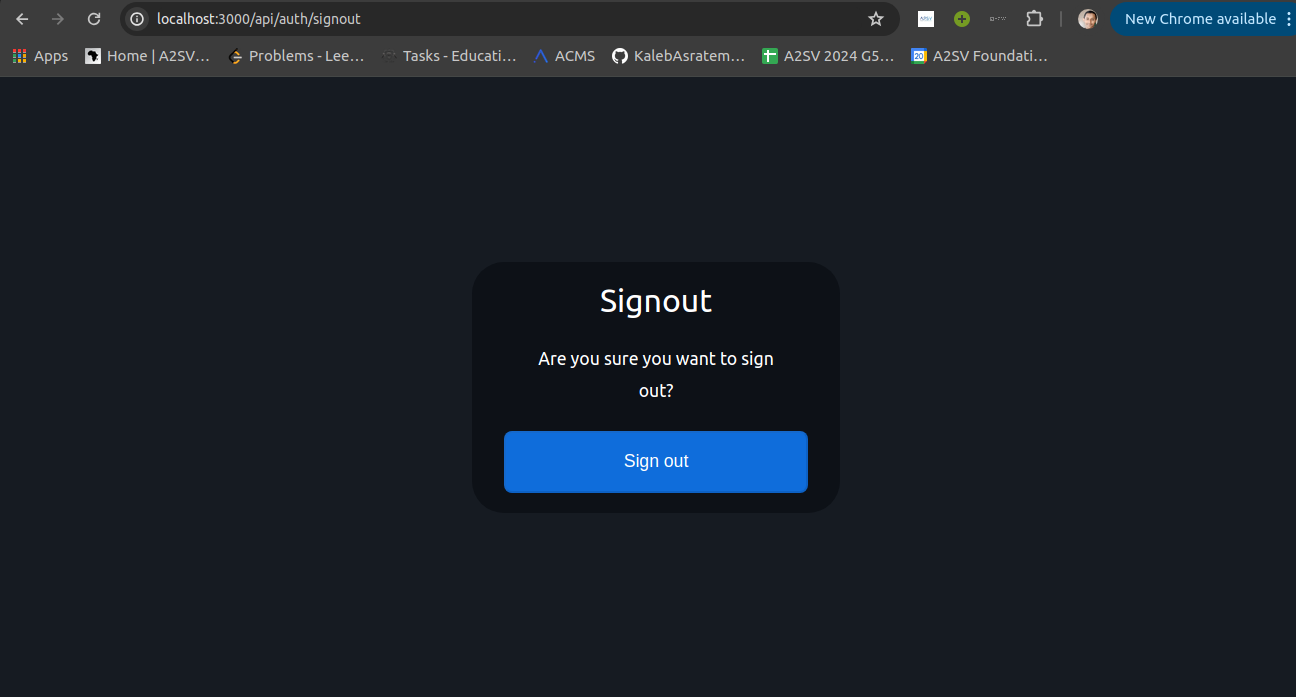 localhost:3000/api/auth/signout
New Chrome available
Apps
Home | A2SV...
Problems - Lee...
Tasks - Educati...
ACMS
KalebAsratem...
A2SV 2024 G5...
20
A2SV Foundati...
Signout
Are you sure you want to sign
out?
Sign out